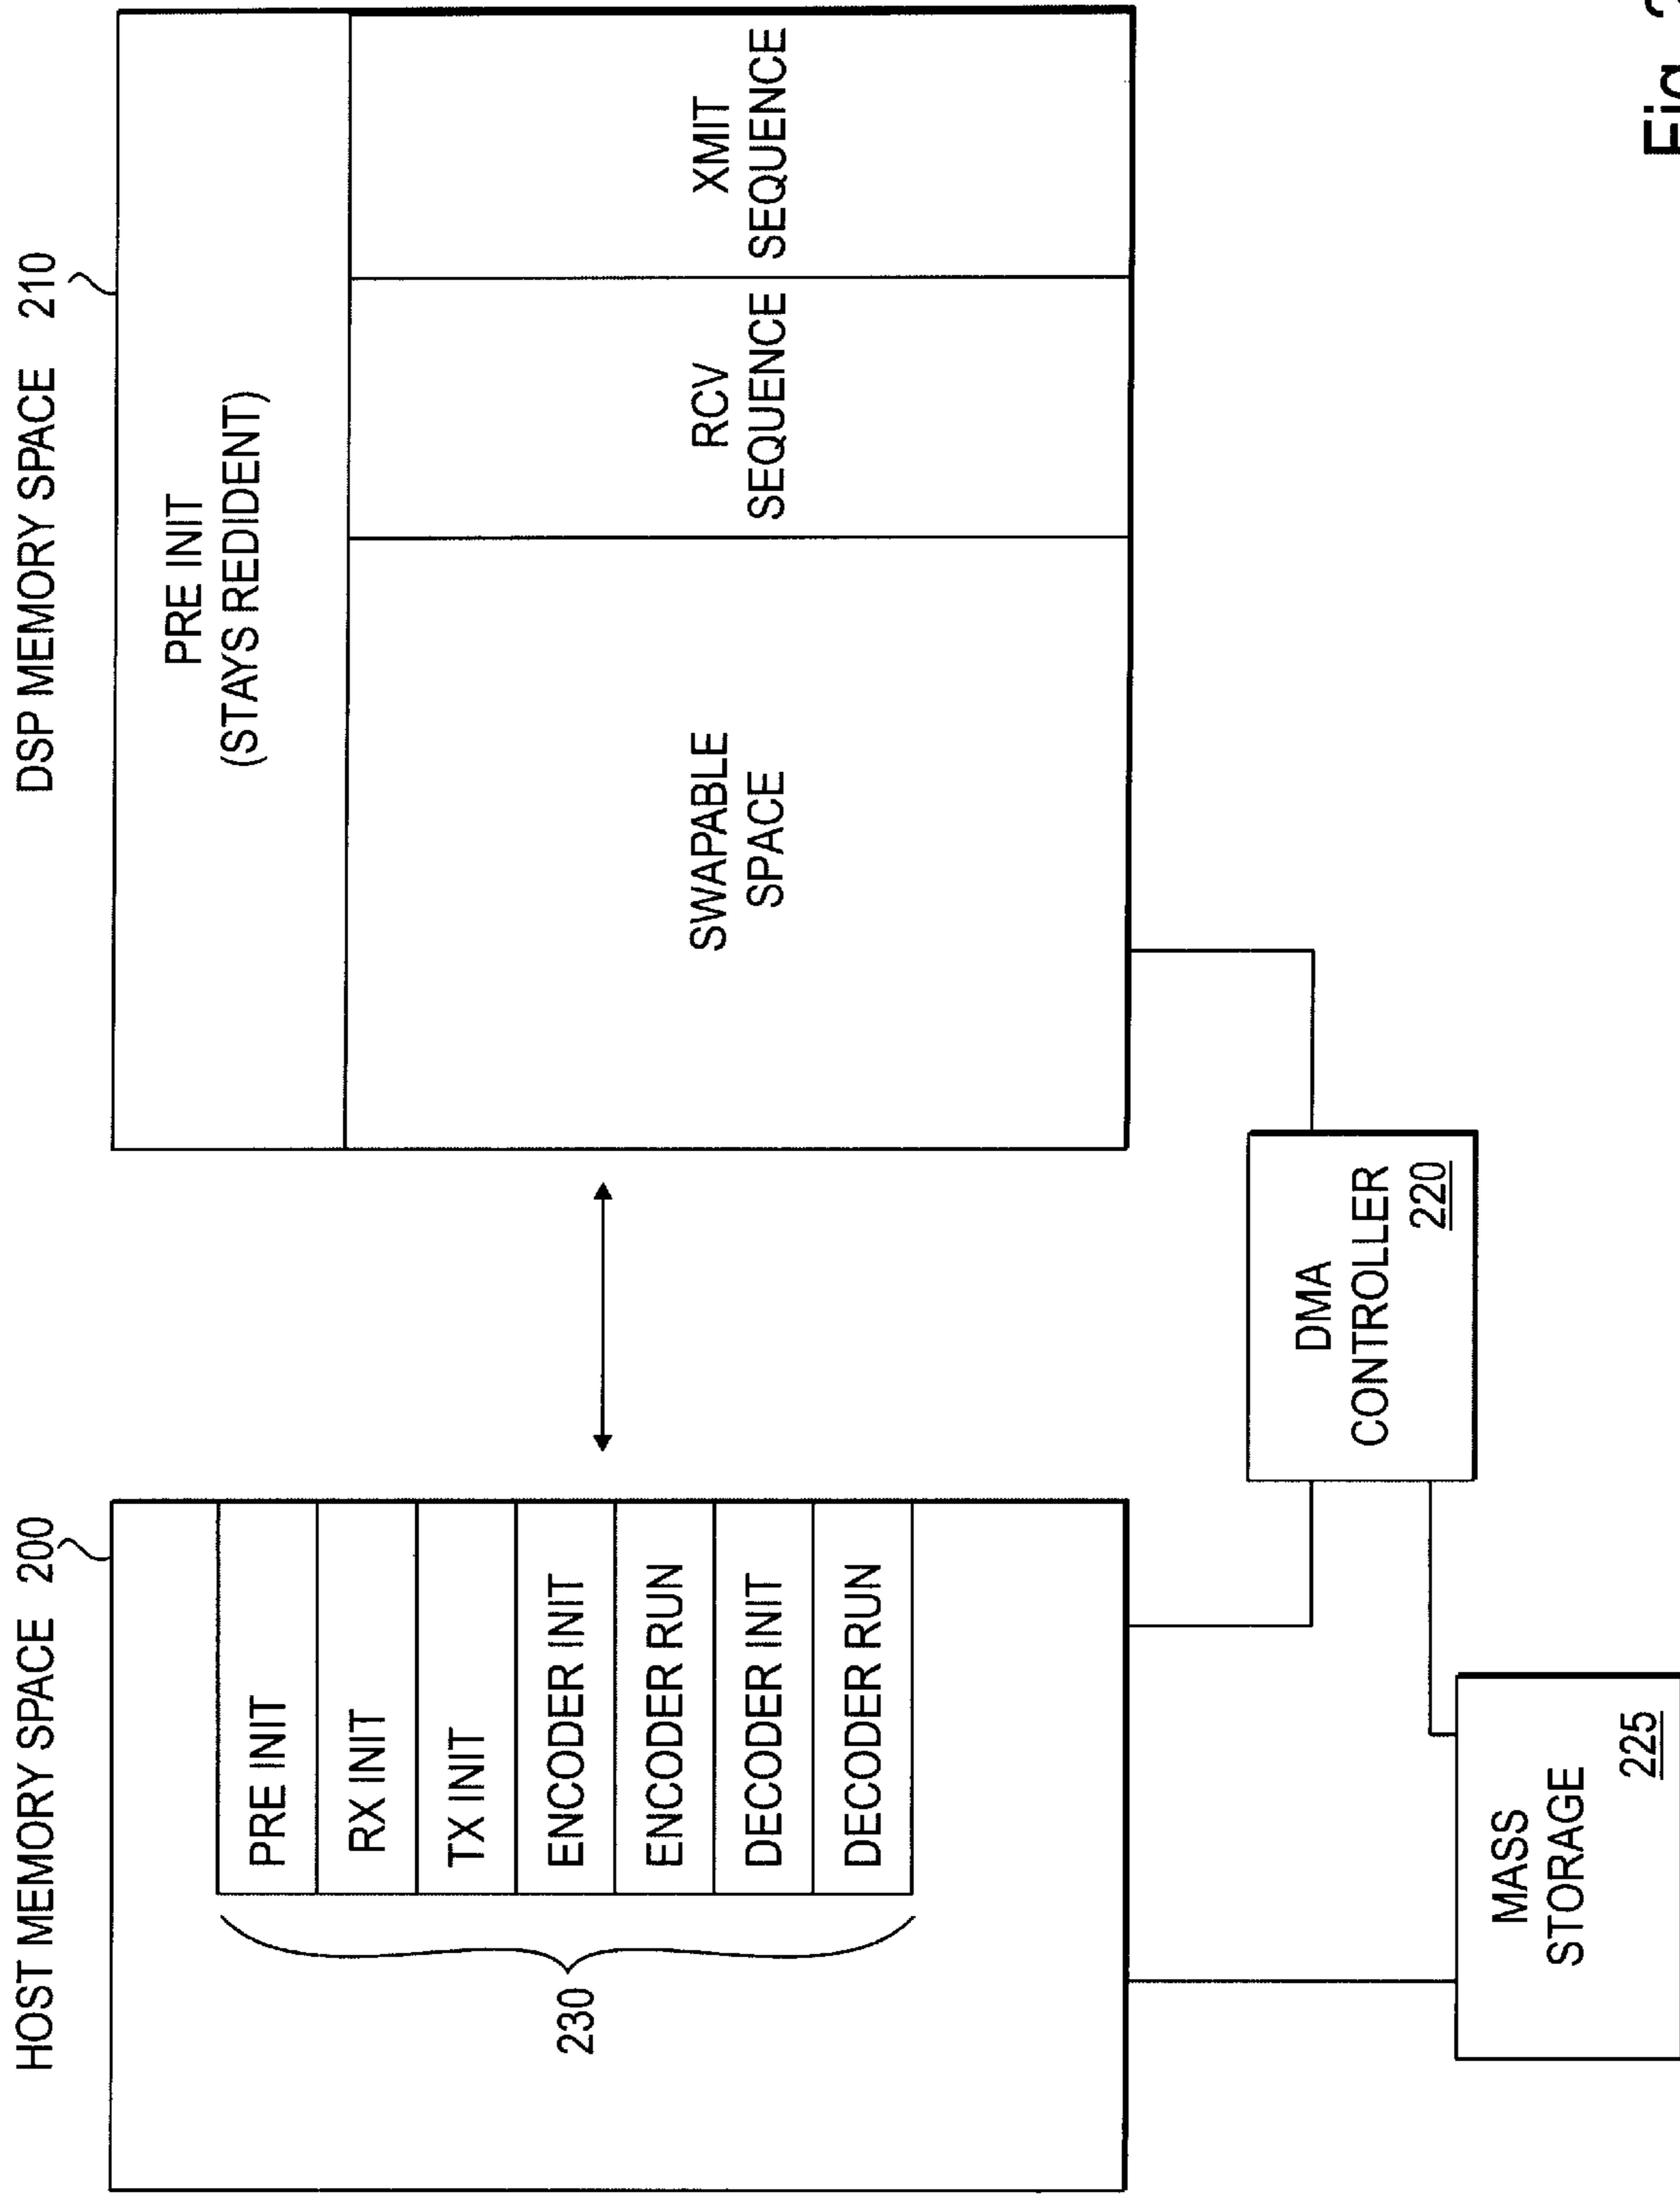 HOST MEMORY SPACE 200
PRE INIT
RX INIT
TX INIT
ENCODER INIT
ENCODER RUN
DECODER INIT
DECODER RUN
230
DSP MEMORY SPACE 210
PRE INIT
(STAYS REDIDENT)
SWAPABLE
SPACE
RCV
SEQUENCE
XMIT
SEQUENCE
DMA
CONTROLLER
220
MASS
STORAGE
225
Fig.